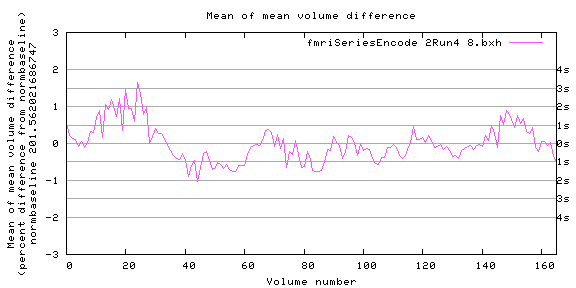 Mean of mean volume difference
fmriSeriesEncode 2Run4 8.bxh
Mean of mean volume difference
(percent difference from normbaseline)
normbaseline 201.562021686747
3
2
1
0
-1
-2
-3
4s
3s
2s
1s
0s
1s
2s
3s
4s
0 20 40 60 80 100 120 140 160
Volume number